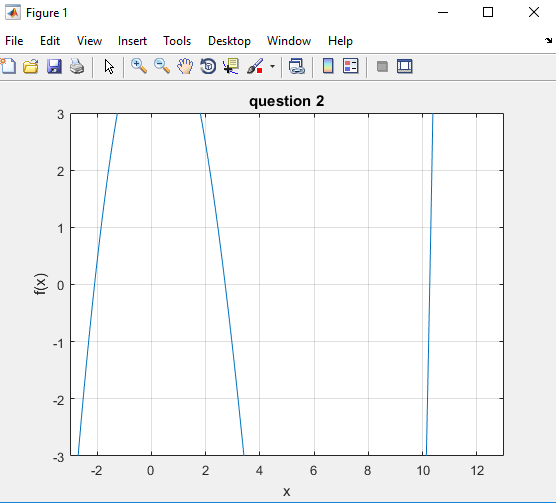 Figure 1
File Edit View Insert Tools Desktop Window Help
question 2
3
2
1
0
-1
-2
-3
f(x)
-2 0 2 4 6 8 10 12
x